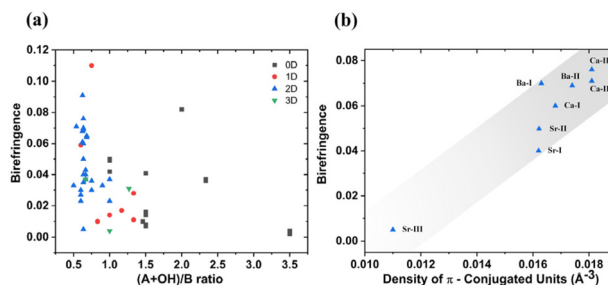 (a)
0.12
0.10
0.08
0.06
0.04
0.02
0.00
Birefringence
0D
1D
2D
3D
0.5 1.0 1.5 2.0 2.5 3.0 3.5
(A+OH)/B ratio
(b)
0.08
0.06
0.04
0.02
0.00
Birefringence
Ca-II
Ba-I
Ba-II
Ca-II
Ca-I
Sr-II
Sr-I
Sr-III
0.010 0.012 0.014 0.016 0.018
Density of π - Conjugated Units (Å⁻³)